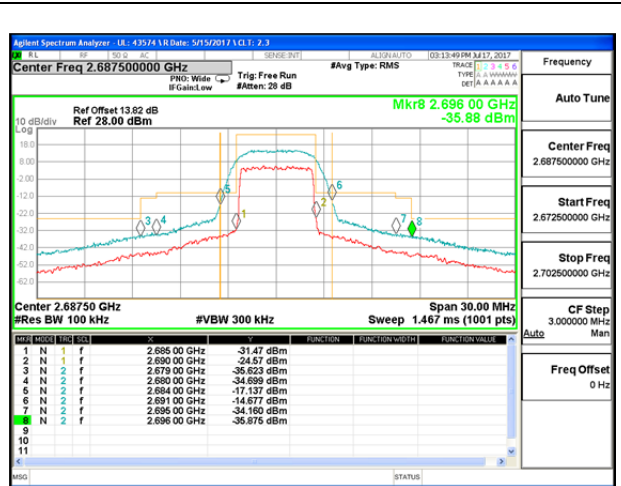 Agilent Spectrum Analyzer - UL: 43574 \ R Date: 5/15/2017 \ CLT: 2.3
RL RF 50 Ω AC SENSE:INT ALIGN AUTO 03:13:49 PM Jul 17, 2017
Center Freq 2.687500000 GHz #Avg Type: RMS TRACE 1 2 3 4 5 6 Frequency
PNO: Wide Trig: Free Run TYPE A A WWWW
IFGain:Low #Atten: 28 dB DET A A A A A A
Auto Tune
Mkr8 2.696 00 GHz
Ref Offset 13.82 dB
10 dB/div Ref 28.00 dBm -35.88 dBm
Log
18.0
8.00
-2.00
-12.0
-22.0
-32.0
-42.0
-52.0
-62.0
1
2
3
4
5
6
7
8
Center Freq
2.687500000 GHz
Start Freq
2.672500000 GHz
Stop Freq
2.702500000 GHz
Center 2.68750 GHz Span 30.00 MHz
#Res BW 100 kHz #VBW 300 kHz Sweep 1.467 ms (1001 pts)
CF Step
3.000000 MHz
Auto Man
MKR MODE TRC SCL X Y FUNCTION FUNCTION WIDTH FUNCTION VALUE
1 N 1 f 2.685 00 GHz -31.47 dBm
2 N 1 f 2.690 00 GHz -24.57 dBm
3 N 2 f 2.679 00 GHz -35.623 dBm
4 N 2 f 2.680 00 GHz -34.699 dBm
5 N 2 f 2.684 00 GHz -17.137 dBm
6 N 2 f 2.691 00 GHz -14.677 dBm
7 N 2 f 2.695 00 GHz -34.160 dBm
8 N 2 f 2.696 00 GHz -35.875 dBm
9
10
11
Freq Offset
0 Hz
MSG STATUS